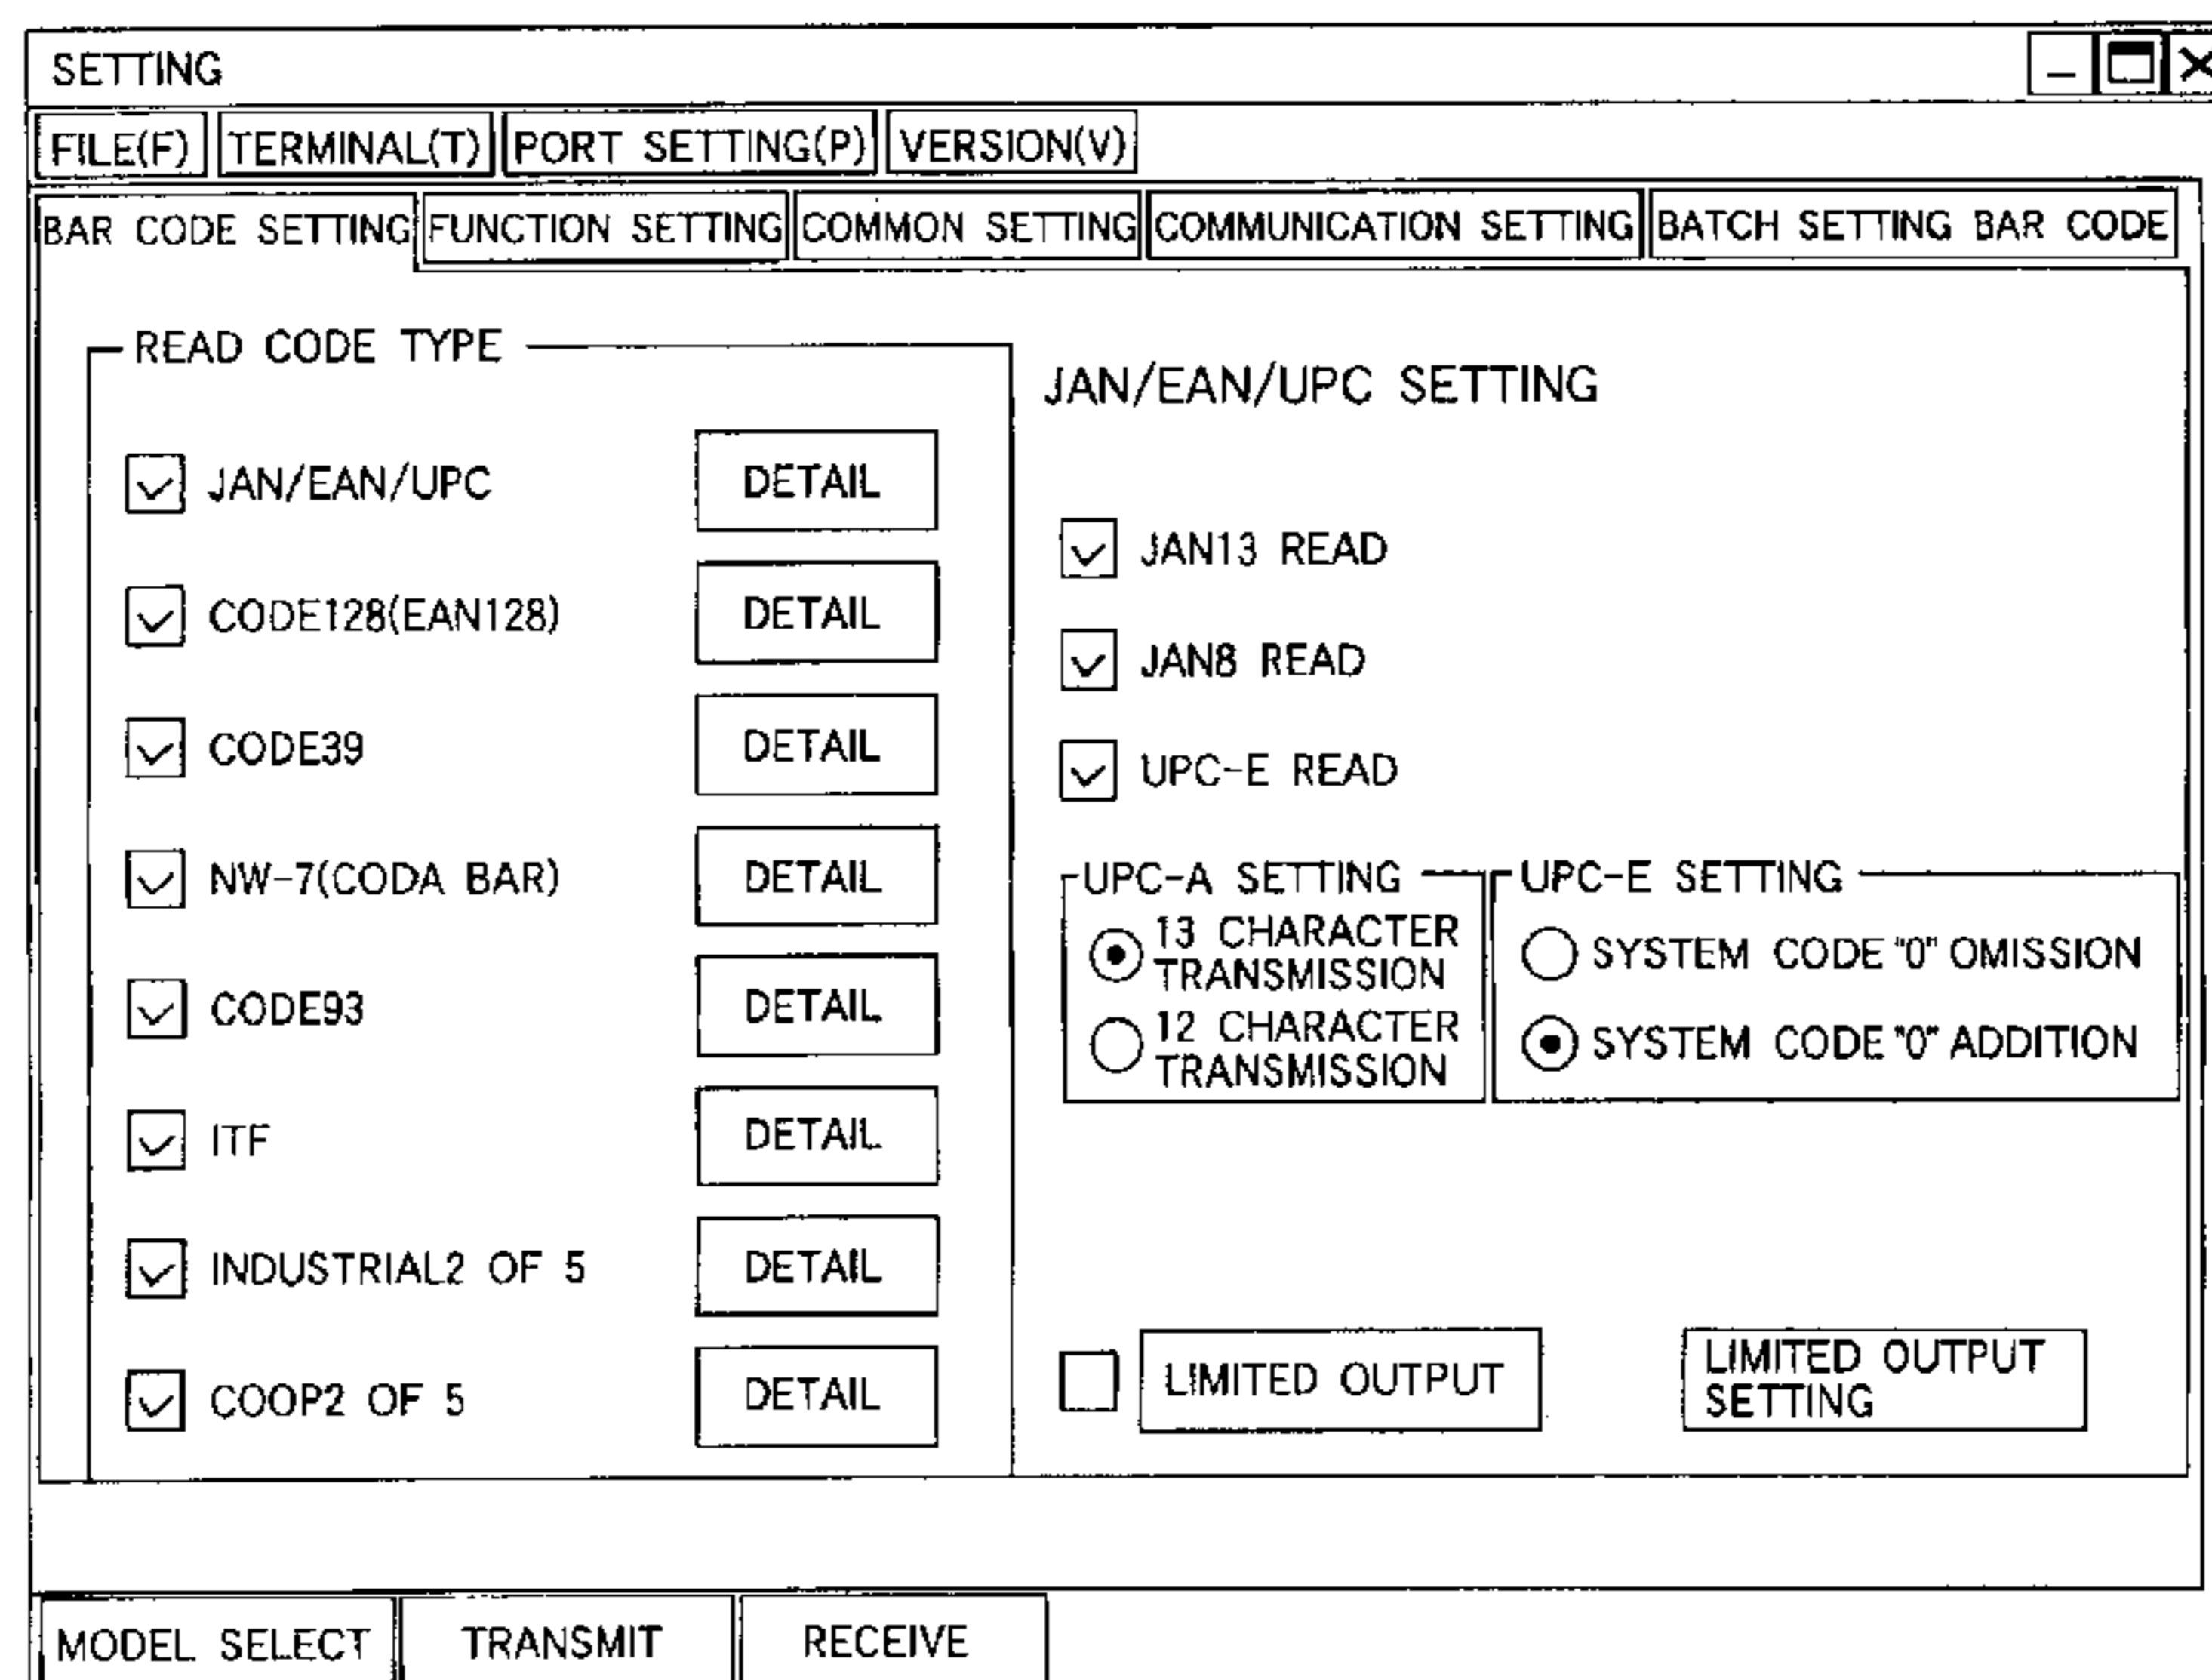 SETTING
FILE(F) TERMINAL(T) PORT SETTING(P) VERSION(V)
BAR CODE SETTING FUNCTION SETTING COMMON SETTING COMMUNICATION SETTING BATCH SETTING BAR CODE
READ CODE TYPE
JAN/EAN/UPC DETAIL
CODE128(EAN128) DETAIL
CODE39 DETAIL
NW-7(CODA BAR) DETAIL
CODE93 DETAIL
ITF DETAIL
INDUSTRIAL2 OF 5 DETAIL
COOP2 OF 5 DETAIL
JAN/EAN/UPC SETTING
JAN13 READ
JAN8 READ
UPC-E READ
UPC-A SETTING
13 CHARACTER
TRANSMISSION
12 CHARACTER
TRANSMISSION
UPC-E SETTING
SYSTEM CODE "0" OMISSION
SYSTEM CODE "0" ADDITION
LIMITED OUTPUT
LIMITED OUTPUT
SETTING
MODEL SELECT TRANSMIT RECEIVE